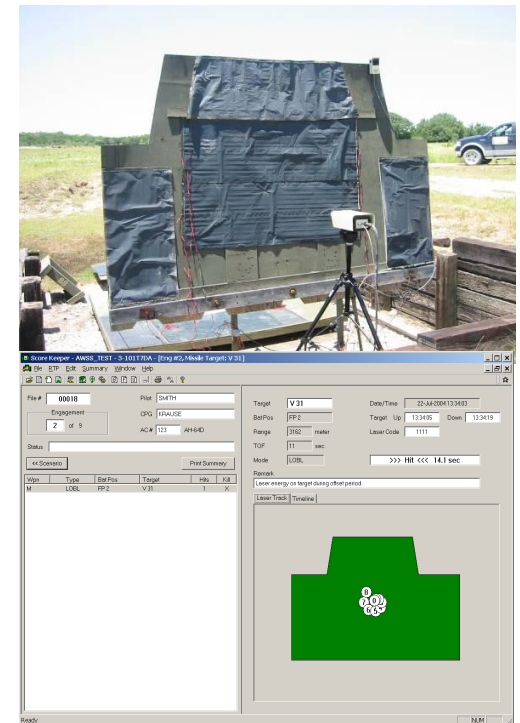 Score Keeper - AWSS_TEST - 3-101T7DA - [Eng #2, Missile Target: V 31]
File RTP Edit Summary Window Help
File # 00018
Pilot SMITH
Engagement
2 of 9
CPG KRAUSE
AC# 123 AH-64D
Status
<< Scenario Print Summary
Wpn Type Bat Pos Target Hits Kill
M LOBL FP 2 V 31 1 X
Target V 31 Date/Time 22-Jul-2004 13:34:03
Bat Pos FP 2 Target Up 13:34:05 Down 13:34:19
Range 3162 meter Laser Code 1111
TOF 11 sec
Mode LOBL >>> Hit <<< 14.1 sec
Remark
Laser energy on target during offset period.
Laser Track Timeline
8
7 0
6 5
Ready NUM